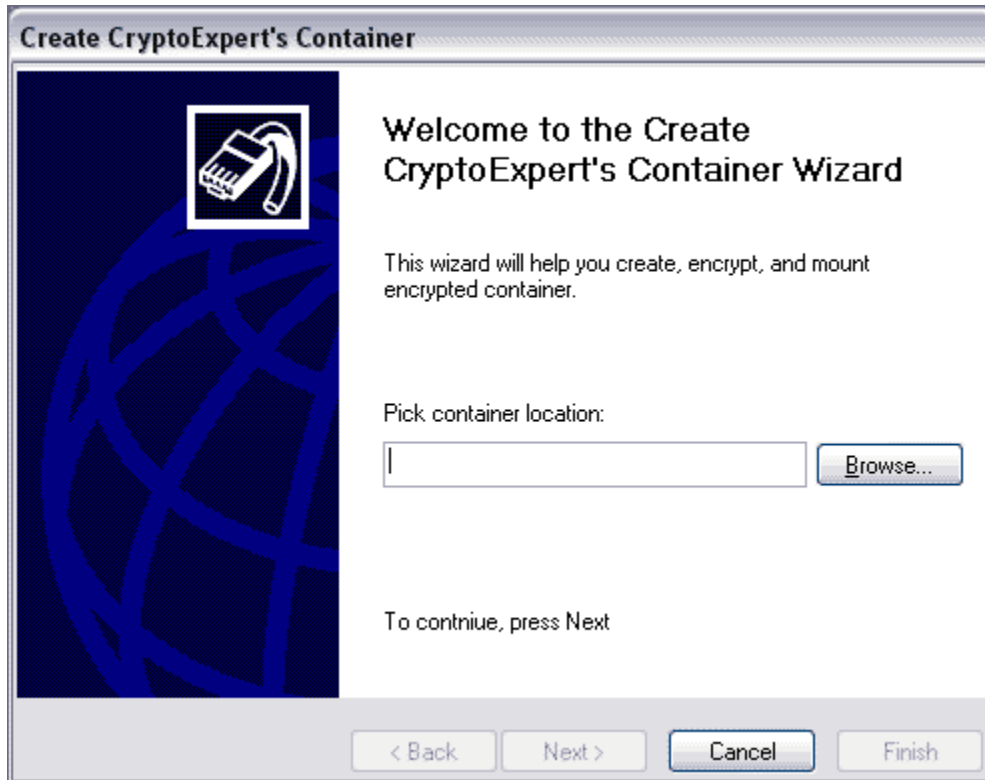 Create CryptoExpert's Container
Welcome to the Create
CryptoExpert's Container Wizard
This wizard will help you create, encrypt, and mount
encrypted container.
Pick container location:
Browse...
To contniue, press Next
< Back Next > Cancel Finish